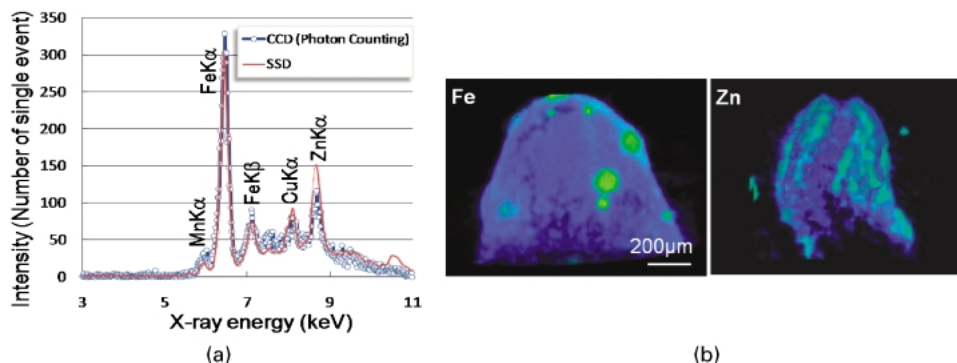 350
300
250
200
150
100
50
0
Intensity (Number of single event)
CCD (Photon Counting)
SSD
MnKα
FeKα
FeKβ
CuKα
ZnKα
3 5 7 9 11
X-ray energy (keV)
(a)
Fe
200μm
Zn
(b)